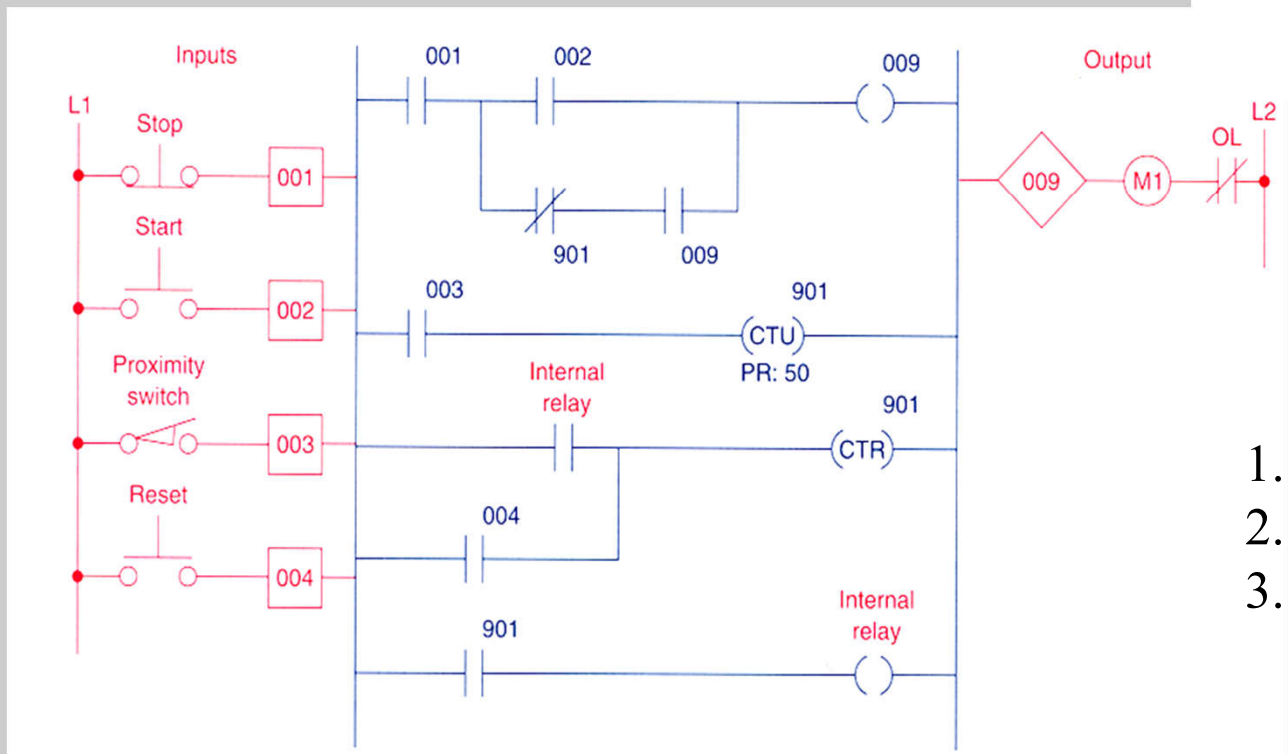 Inputs
001
002
009
Output
L1
L2
Stop
OL
001
009
M1
Start
901
009
002
003
901
CTU
PR: 50
Proximity
switch
Internal
relay
901
003
CTR
Reset
004
004
Internal
relay
901
1.
2.
3.